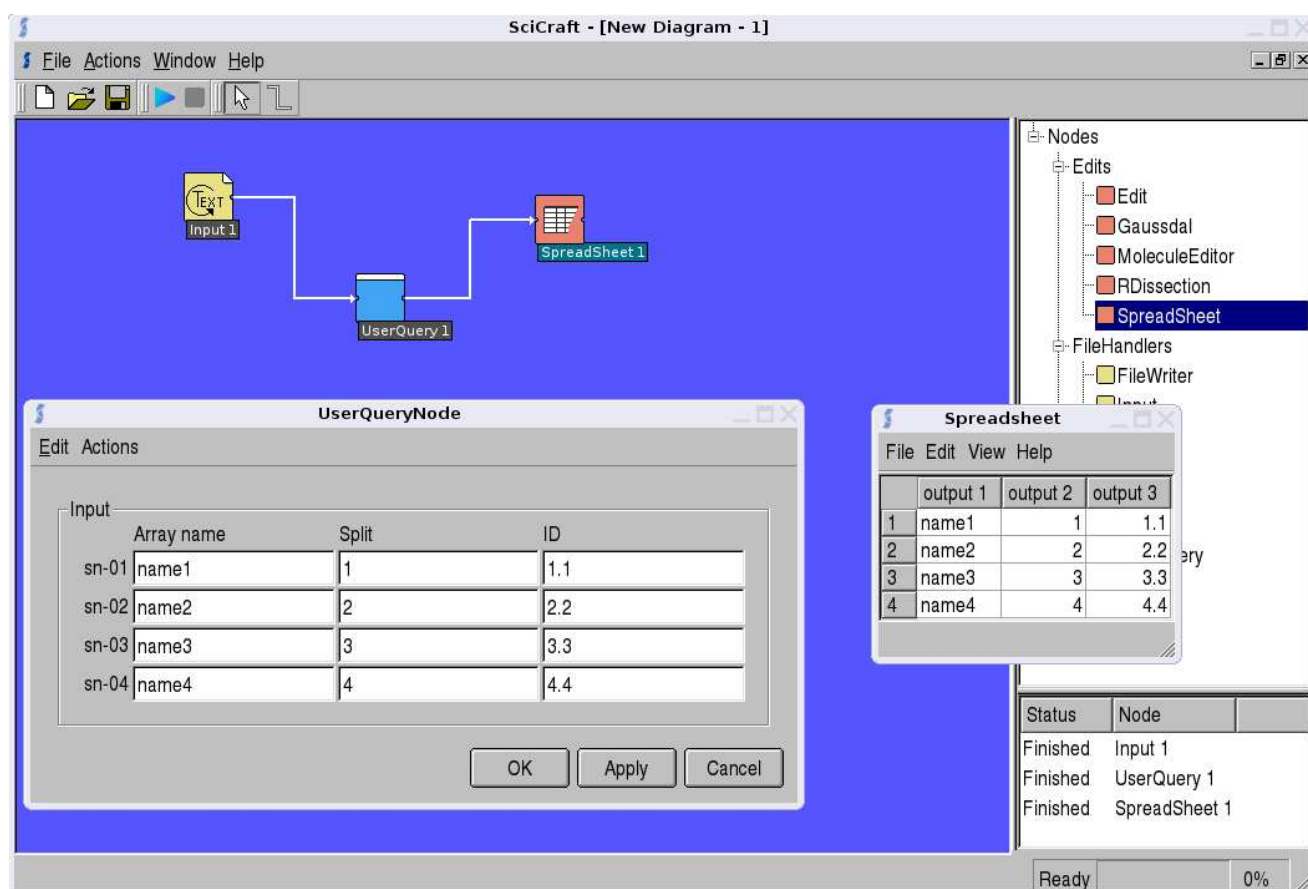 SciCraft - [New Diagram - 1]
File Actions Window Help
Nodes
Edits
Edit
Gaussdal
MoleculeEditor
RDissection
SpreadSheet
FileHandlers
FileWriter
TEXT
Input 1
UserQuery 1
SpreadSheet 1
UserQueryNode
Edit Actions
Input
Array name Split ID
sn-01 name1 1 1.1
sn-02 name2 2 2.2
sn-03 name3 3 3.3
sn-04 name4 4 4.4
OK Apply Cancel
Spreadsheet
File Edit View Help
output 1 output 2 output 3
1 name1 1 1.1
2 name2 2 2.2
3 name3 3 3.3
4 name4 4 4.4
ery
Status Node
Finished Input 1
Finished UserQuery 1
Finished SpreadSheet 1
Ready 0%